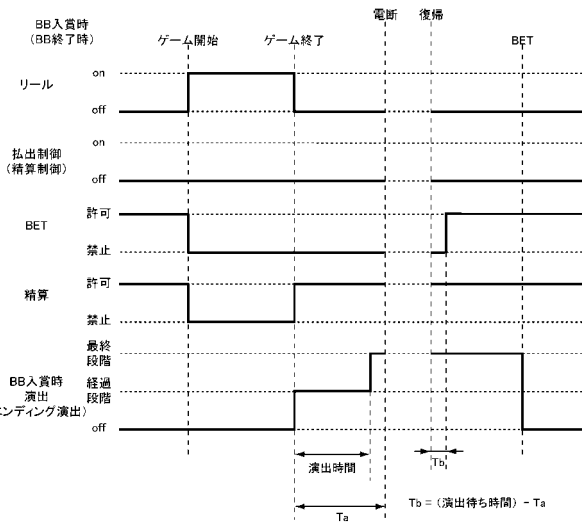 BB入賞時
(BB終了時)
ゲーム開始
ゲーム終了
電断
復帰
BET
リール
on
off
払出制御
(精算制御)
on
off
BET
許可
禁止
精算
許可
禁止
BB入賞時
演出
エンディング演出)
最終
段階
経過
段階
off
演出時間
Tb
Ta
Tb = (演出待ち時間) - Ta